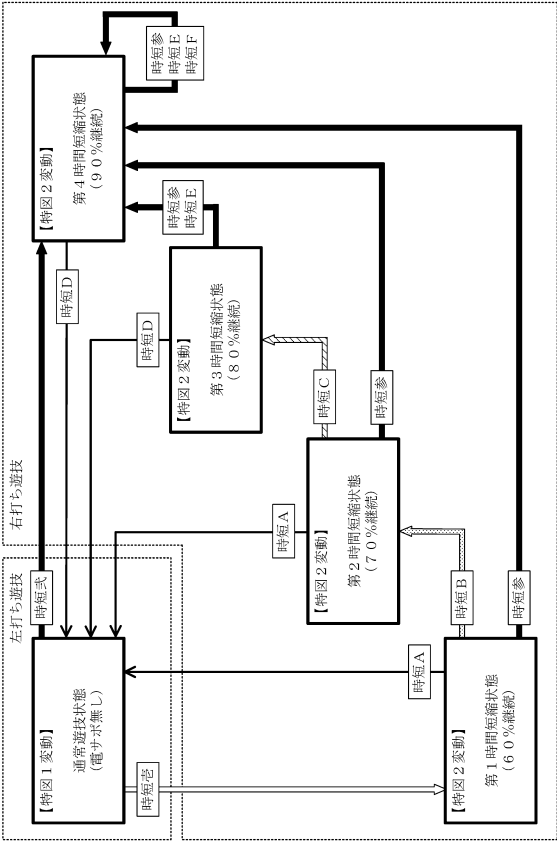 左打ち遊技
右打ち遊技
【特図１変動】
通常遊技状態
(電サポ無し)
時短弐
時短D
【特図２変動】
第４時間短縮状態
(９０％継続)
時短参
時短E
時短F
時短壱
時短A
時短A
時短D
時短参
時短E
【特図２変動】
第３時間短縮状態
(８０％継続)
時短C
【特図２変動】
第２時間短縮状態
(７０％継続)
時短参
時短B
【特図２変動】
第１時間短縮状態
(６０％継続)
時短参